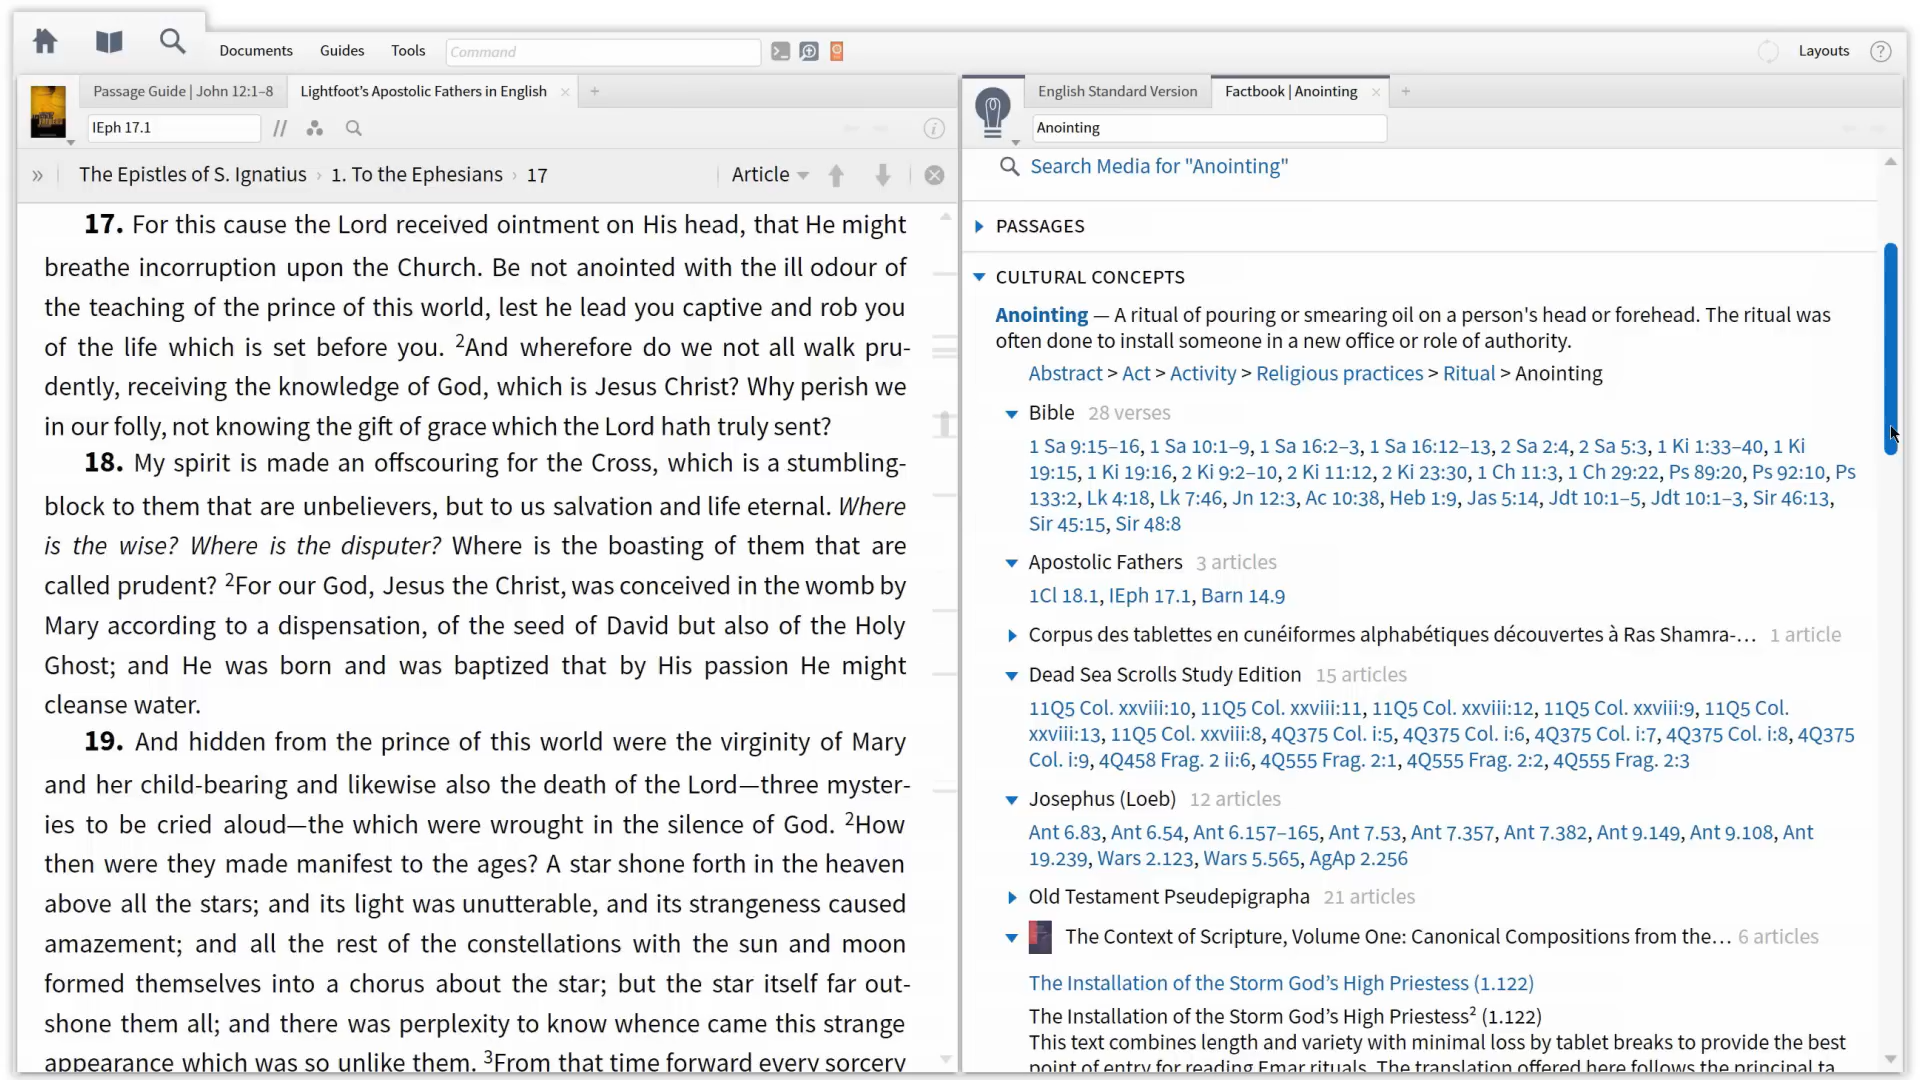 Documents
Guides
Tools
Command
Layouts
?
Passage Guide | John 12:1–8
Lightfoot's Apostolic Fathers in English
IEph 17.1
The Epistles of S. Ignatius › 1. To the Ephesians › 17
Article
17. For this cause the Lord received ointment on His head, that He might
breathe incorruption upon the Church. Be not anointed with the ill odour of
the teaching of the prince of this world, lest he lead you captive and rob you
of the life which is set before you. ²And wherefore do we not all walk pru-
dently, receiving the knowledge of God, which is Jesus Christ? Why perish we
in our folly, not knowing the gift of grace which the Lord hath truly sent?
18. My spirit is made an offscouring for the Cross, which is a stumbling-
block to them that are unbelievers, but to us salvation and life eternal. Where
is the wise? Where is the disputer? Where is the boasting of them that are
called prudent? ²For our God, Jesus the Christ, was conceived in the womb by
Mary according to a dispensation, of the seed of David but also of the Holy
Ghost; and He was born and was baptized that by His passion He might
cleanse water.
19. And hidden from the prince of this world were the virginity of Mary
and her child-bearing and likewise also the death of the Lord—three myster-
ies to be cried aloud—the which were wrought in the silence of God. ²How
then were they made manifest to the ages? A star shone forth in the heaven
above all the stars; and its light was unutterable, and its strangeness caused
amazement; and all the rest of the constellations with the sun and moon
formed themselves into a chorus about the star; but the star itself far out-
shone them all; and there was perplexity to know whence came this strange
appearance which was so unlike them. ³From that time forward every sorcery
English Standard Version
Factbook | Anointing
Anointing
Search Media for "Anointing"
PASSAGES
CULTURAL CONCEPTS
Anointing — A ritual of pouring or smearing oil on a person's head or forehead. The ritual was
often done to install someone in a new office or role of authority.
Abstract > Act > Activity > Religious practices > Ritual > Anointing
Bible 28 verses
1 Sa 9:15–16, 1 Sa 10:1–9, 1 Sa 16:2–3, 1 Sa 16:12–13, 2 Sa 2:4, 2 Sa 5:3, 1 Ki 1:33–40, 1 Ki
19:15, 1 Ki 19:16, 2 Ki 9:2–10, 2 Ki 11:12, 2 Ki 23:30, 1 Ch 11:3, 1 Ch 29:22, Ps 89:20, Ps 92:10, Ps
133:2, Lk 4:18, Lk 7:46, Jn 12:3, Ac 10:38, Heb 1:9, Jas 5:14, Jdt 10:1–5, Jdt 10:1–3, Sir 46:13,
Sir 45:15, Sir 48:8
Apostolic Fathers 3 articles
1Cl 18.1, IEph 17.1, Barn 14.9
Corpus des tablettes en cunéiformes alphabétiques découvertes à Ras Shamra-… 1 article
Dead Sea Scrolls Study Edition 15 articles
11Q5 Col. xxviii:10, 11Q5 Col. xxviii:11, 11Q5 Col. xxviii:12, 11Q5 Col. xxviii:9, 11Q5 Col.
xxviii:13, 11Q5 Col. xxviii:8, 4Q375 Col. i:5, 4Q375 Col. i:6, 4Q375 Col. i:7, 4Q375 Col. i:8, 4Q375
Col. i:9, 4Q458 Frag. 2 ii:6, 4Q555 Frag. 2:1, 4Q555 Frag. 2:2, 4Q555 Frag. 2:3
Josephus (Loeb) 12 articles
Ant 6.83, Ant 6.54, Ant 6.157–165, Ant 7.53, Ant 7.357, Ant 7.382, Ant 9.149, Ant 9.108, Ant
19.239, Wars 2.123, Wars 5.565, AgAp 2.256
Old Testament Pseudepigrapha 21 articles
The Context of Scripture, Volume One: Canonical Compositions from the… 6 articles
The Installation of the Storm God's High Priestess (1.122)
The Installation of the Storm God's High Priestess² (1.122)
This text combines length and variety with minimal loss by tablet breaks to provide the best
point of entry for reading Emar rituals. The translation offered here follows the principal ta